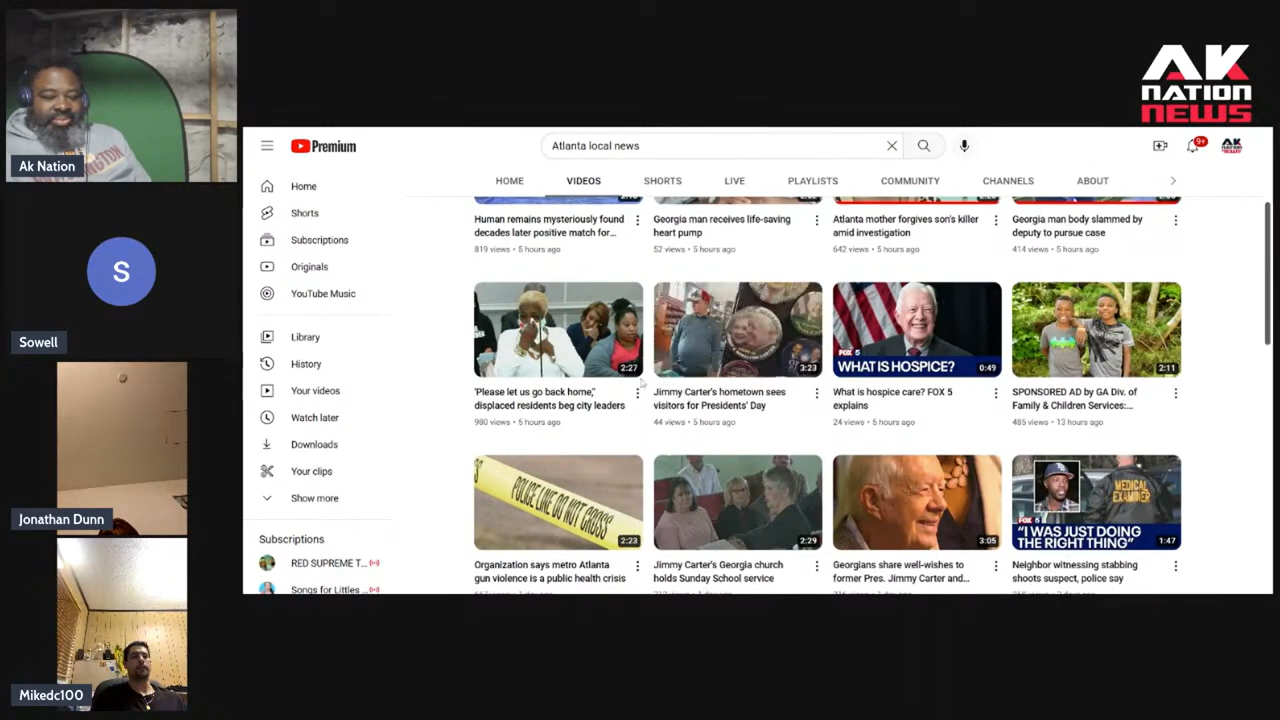 AK
NATION
NEWS
Ak Nation
S
Sowell
Jonathan Dunn
Mikedc100
Premium
Atlanta local news
9+
HOME
VIDEOS
SHORTS
LIVE
PLAYLISTS
COMMUNITY
CHANNELS
ABOUT
Home
Shorts
Subscriptions
Originals
YouTube Music
Library
History
Your videos
Watch later
Downloads
Your clips
Show more
Subscriptions
RED SUPREME T...
Songs for Littles ...
Human remains mysteriously found
decades later positive match for...
819 views • 5 hours ago
Georgia man receives life-saving
heart pump
52 views • 5 hours ago
Atlanta mother forgives son's killer
amid investigation
642 views • 5 hours ago
Georgia man body slammed by
deputy to pursue case
414 views • 5 hours ago
2:27
'Please let us go back home,"
displaced residents beg city leaders
980 views • 5 hours ago
3:23
Jimmy Carter's hometown sees
visitors for Presidents' Day
44 views • 5 hours ago
FOX 5
WHAT IS HOSPICE?
0:49
What is hospice care? FOX 5
explains
24 views • 5 hours ago
2:11
SPONSORED AD by GA Div. of
Family & Children Services:...
485 views • 13 hours ago
POLICE LINE DO NOT CROSS
2:23
Organization says metro Atlanta
gun violence is a public health crisis
2:29
Jimmy Carter's Georgia church
holds Sunday School service
3:05
Georgians share well-wishes to
former Pres. Jimmy Carter and...
MEDICAL
EXAMINER
FOX 5
"I WAS JUST DOING
THE RIGHT THING"
1:47
Neighbor witnessing stabbing
shoots suspect, police say